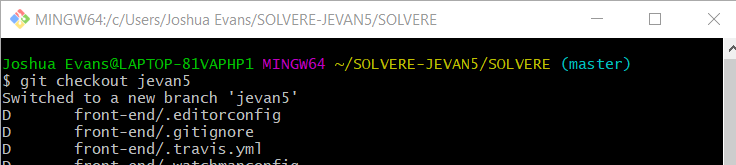 MINGW64:/c/Users/Joshua Evans/SOLVERE-JEVAN5/SOLVERE
Joshua Evans@LAPTOP-81VAPHP1 MINGW64 ~/SOLVERE-JEVAN5/SOLVERE (master)
$ git checkout jevan5
Switched to a new branch 'jevan5'
D       front-end/.editorconfig
D       front-end/.gitignore
D       front-end/.travis.yml
D       front-end/.watchmanconfig